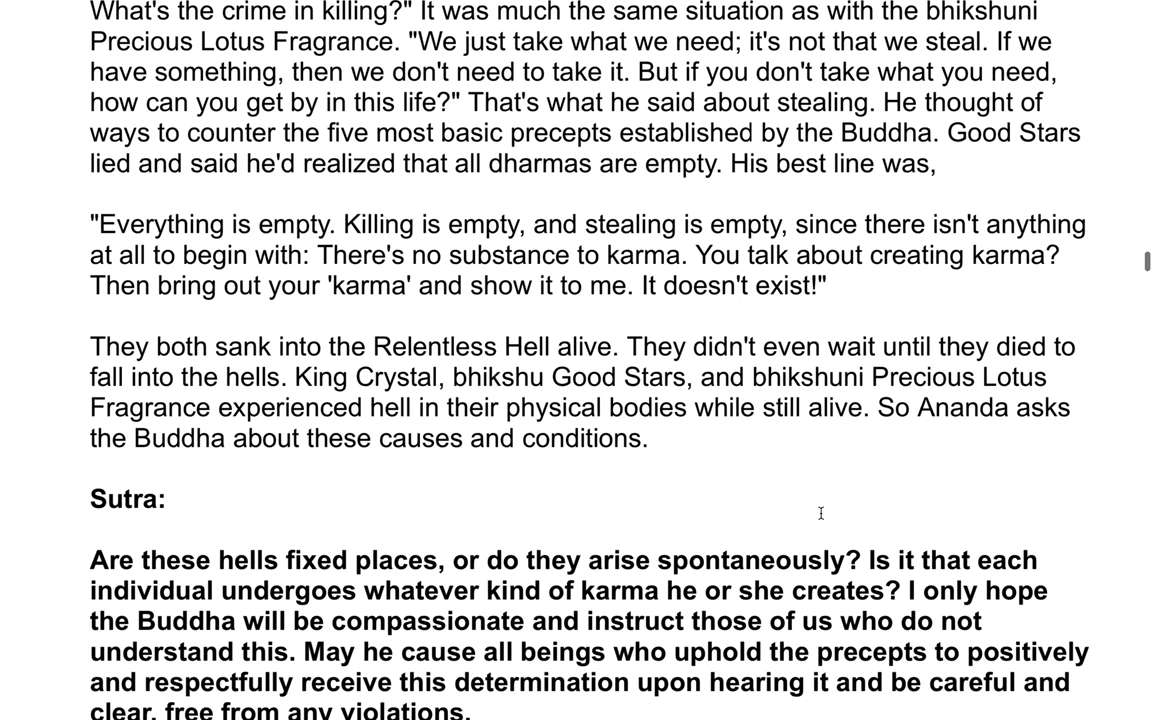 What's the crime in killing?" It was much the same situation as with the bhikshuni
Precious Lotus Fragrance. "We just take what we need; it's not that we steal. If we
have something, then we don't need to take it. But if you don't take what you need,
how can you get by in this life?" That's what he said about stealing. He thought of
ways to counter the five most basic precepts established by the Buddha. Good Stars
lied and said he'd realized that all dharmas are empty. His best line was,
"Everything is empty. Killing is empty, and stealing is empty, since there isn't anything
at all to begin with: There's no substance to karma. You talk about creating karma?
Then bring out your 'karma' and show it to me. It doesn't exist!"
They both sank into the Relentless Hell alive. They didn't even wait until they died to
fall into the hells. King Crystal, bhikshu Good Stars, and bhikshuni Precious Lotus
Fragrance experienced hell in their physical bodies while still alive. So Ananda asks
the Buddha about these causes and conditions.
Sutra:
Are these hells fixed places, or do they arise spontaneously? Is it that each
individual undergoes whatever kind of karma he or she creates? I only hope
the Buddha will be compassionate and instruct those of us who do not
understand this. May he cause all beings who uphold the precepts to positively
and respectfully receive this determination upon hearing it and be careful and
clear, free from any violations.